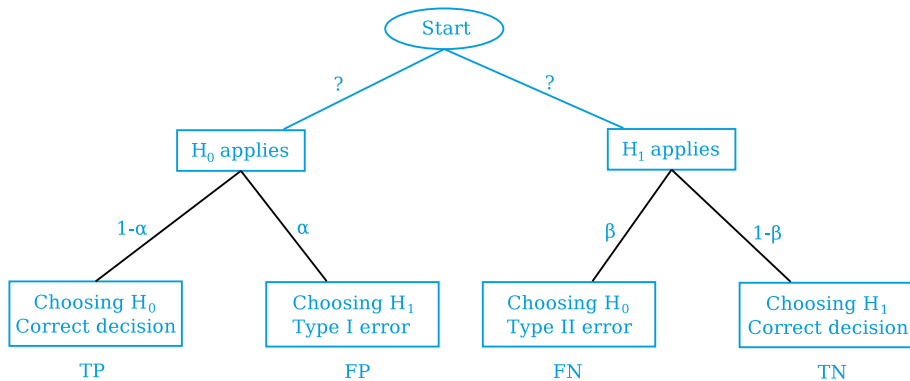 Start
?
?
H₀ applies
H₁ applies
1-α
α
β
1-β
Choosing H₀
Correct decision
Choosing H₁
Type I error
Choosing H₀
Type II error
Choosing H₁
Correct decision
TP
FP
FN
TN